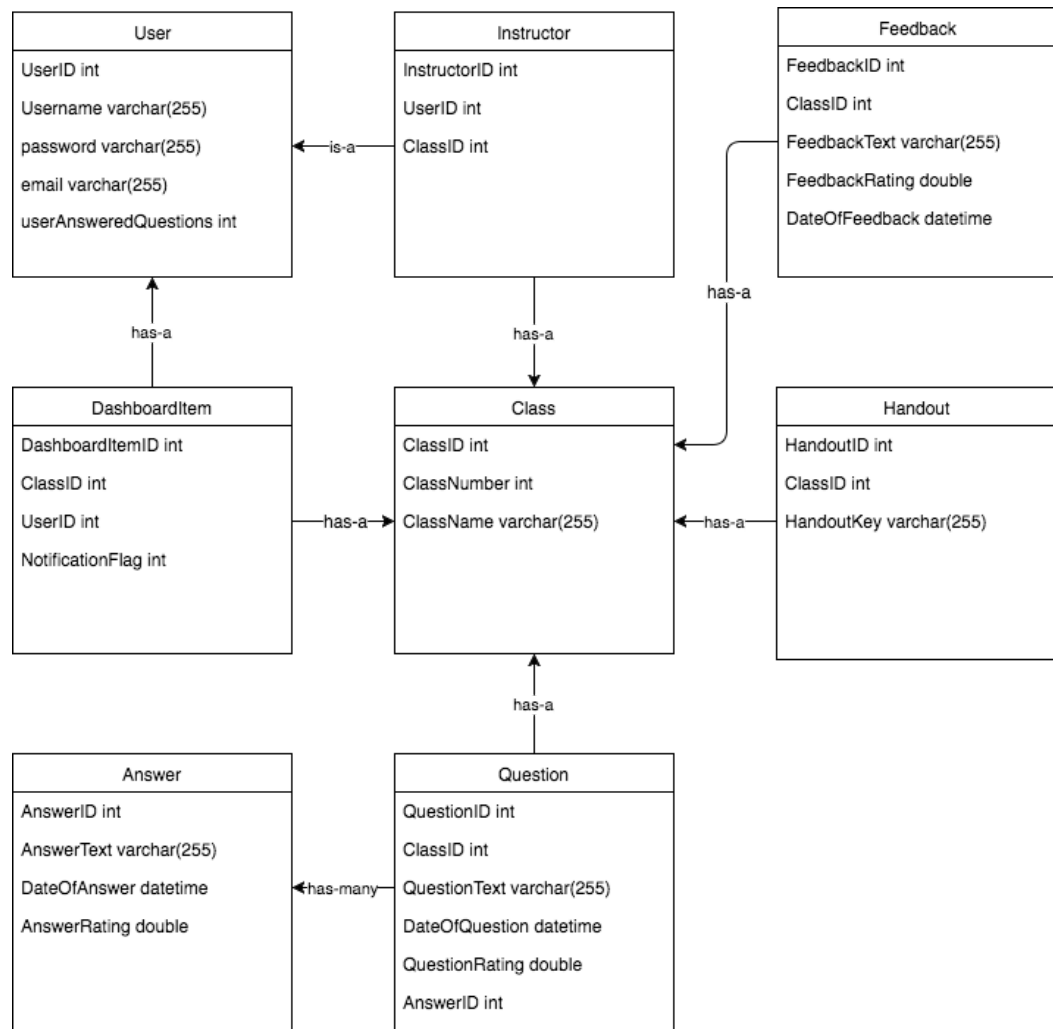 User
UserID int
Username varchar(255)
password varchar(255)
email varchar(255)
userAnsweredQuestions int
is-a
Instructor
InstructorID int
UserID int
ClassID int
Feedback
FeedbackID int
ClassID int
FeedbackText varchar(255)
FeedbackRating double
DateOfFeedback datetime
has-a
has-a
has-a
DashboardItem
DashboardItemID int
ClassID int
UserID int
NotificationFlag int
has-a
Class
ClassID int
ClassNumber int
ClassName varchar(255)
has-a
Handout
HandoutID int
ClassID int
HandoutKey varchar(255)
has-a
Answer
AnswerID int
AnswerText varchar(255)
DateOfAnswer datetime
AnswerRating double
has-many
Question
QuestionID int
ClassID int
QuestionText varchar(255)
DateOfQuestion datetime
QuestionRating double
AnswerID int